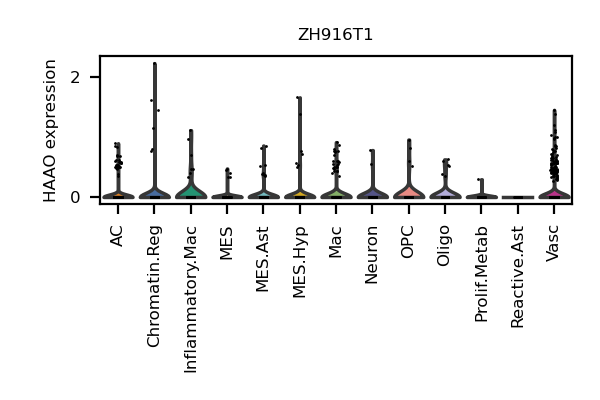 ZH916T1
HAAO expression
2
0
AC
Chromatin.Reg
Inflammatory.Mac
MES
MES.Ast
MES.Hyp
Mac
Neuron
OPC
Oligo
Prolif.Metab
Reactive.Ast
Vasc